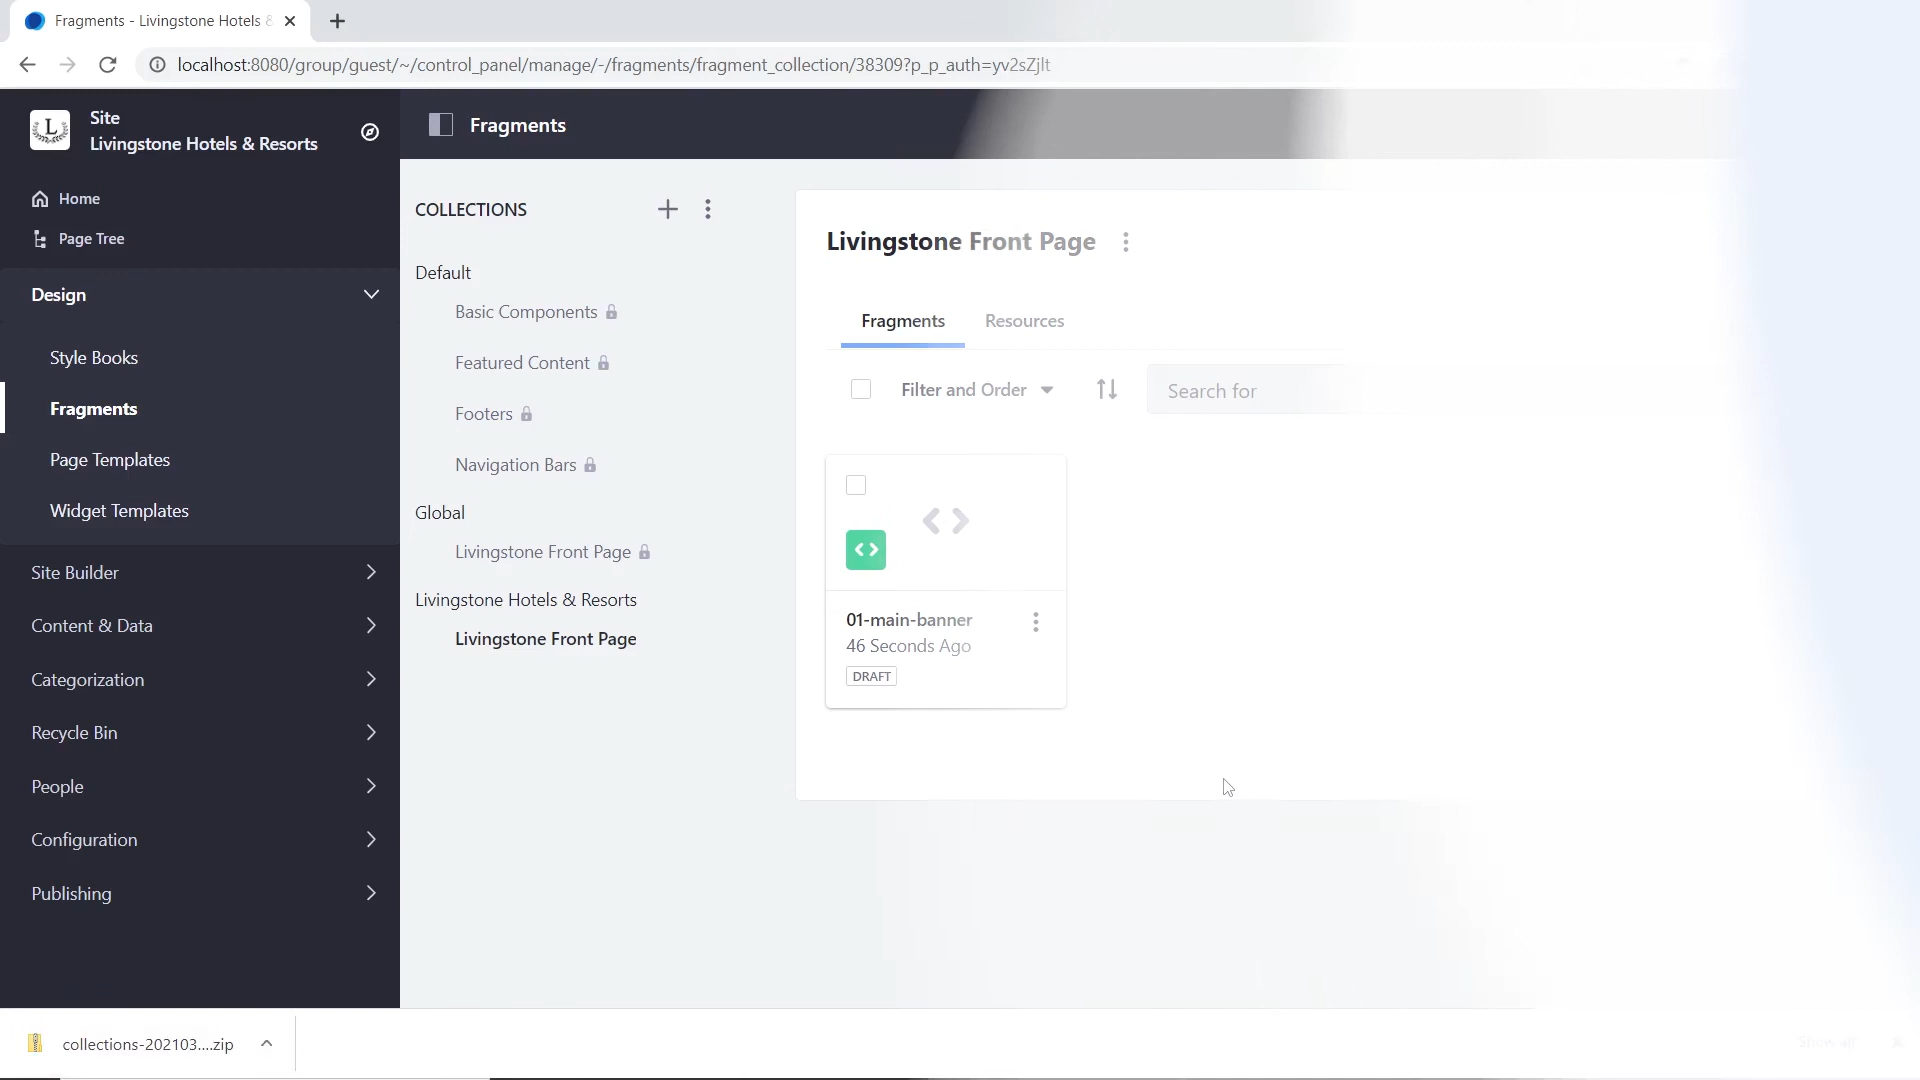 Fragments - Livingstone Hotels &
localhost:8080/group/guest/~/control_panel/manage/-/fragments/fragment_collection/38309?p_p_auth=yv2sZjlt
L
Site
Livingstone Hotels & Resorts
Home
Page Tree
Design
Style Books
Fragments
Page Templates
Widget Templates
Site Builder
Content & Data
Categorization
Recycle Bin
People
Configuration
Publishing
Fragments
COLLECTIONS
Default
Basic Components
Featured Content
Footers
Navigation Bars
Global
Livingstone Front Page
Livingstone Hotels & Resorts
Livingstone Front Page
Livingstone Front Page
Fragments
Resources
Filter and Order
Search for
01-main-banner
46 Seconds Ago
DRAFT
collections-202103....zip